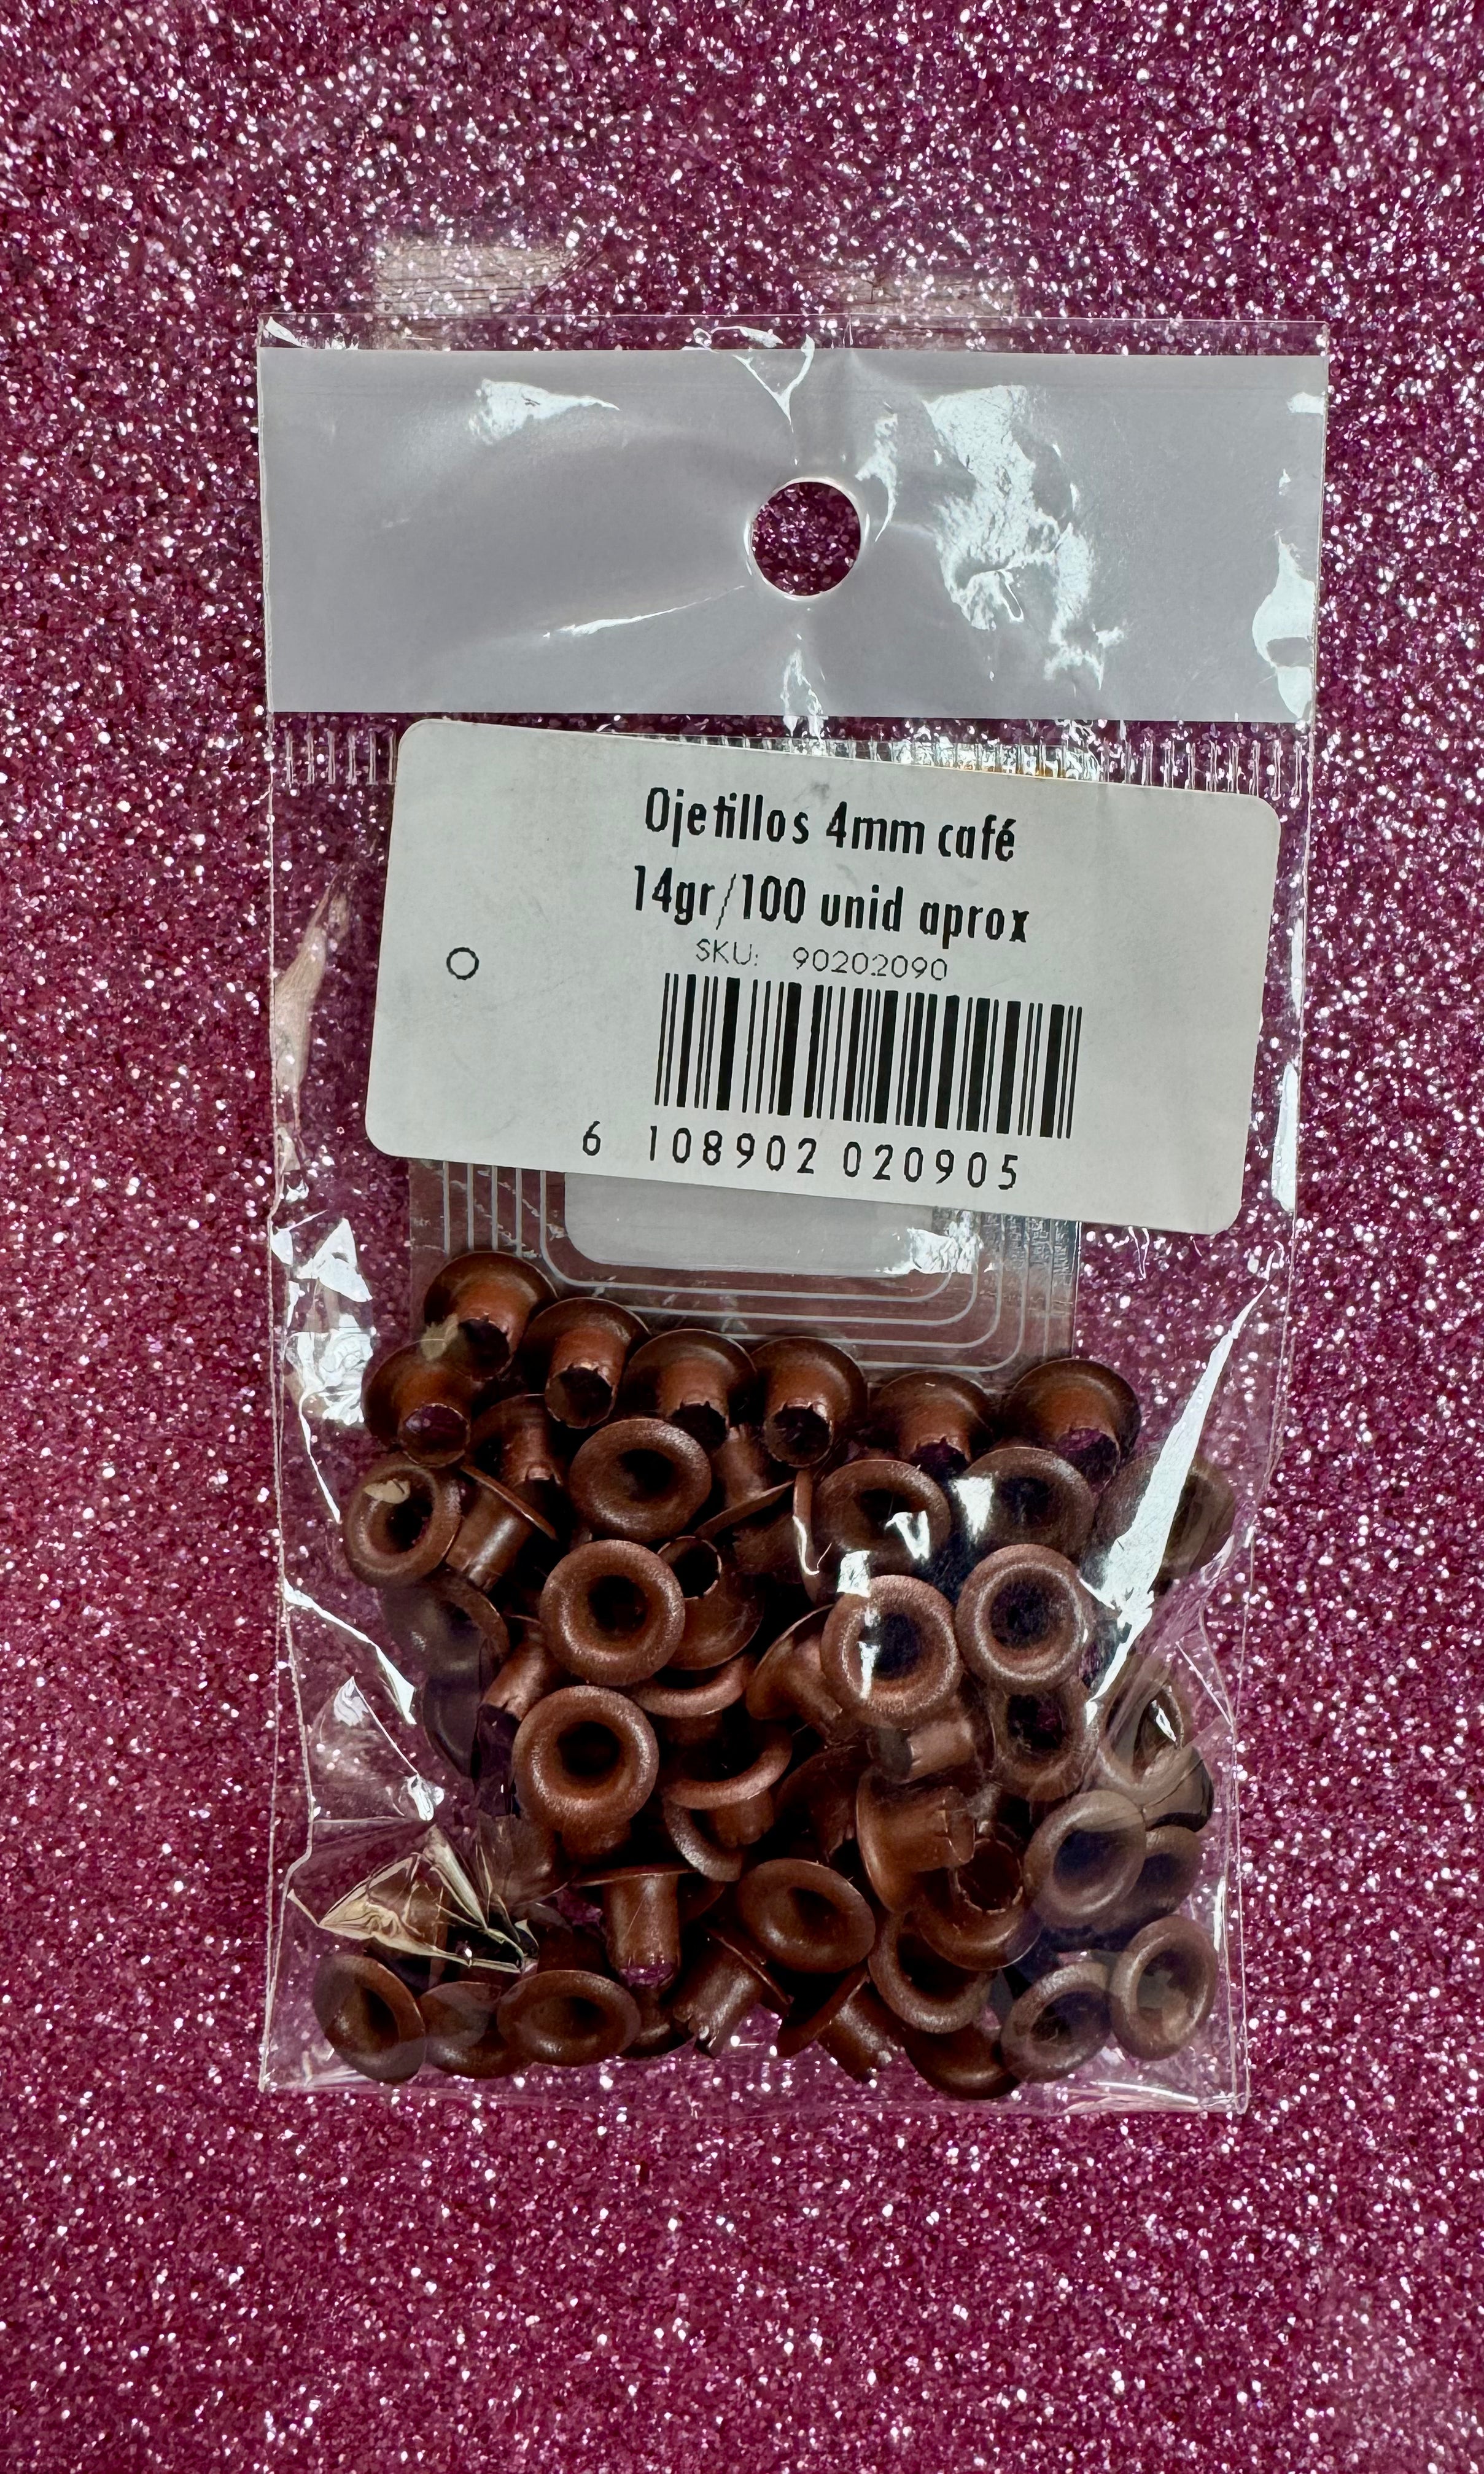 Ojetillos 4mm café
14gr/100 unid aprox
SKU: 90202090
6 108902 020905